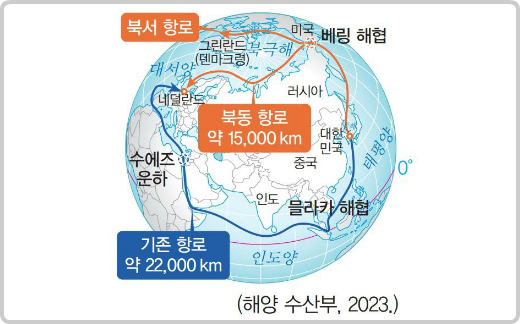 북서 항로
미국
베링 해협
그린란드
(덴마크령)
북극해
대서양
네덜란드
러시아
북동 항로
약 15,000 km
대한
민국
태평양
수에즈
운하
중국
0°
인도
믈라카 해협
기존 항로
약 22,000 km
인도양
(해양 수산부, 2023.)